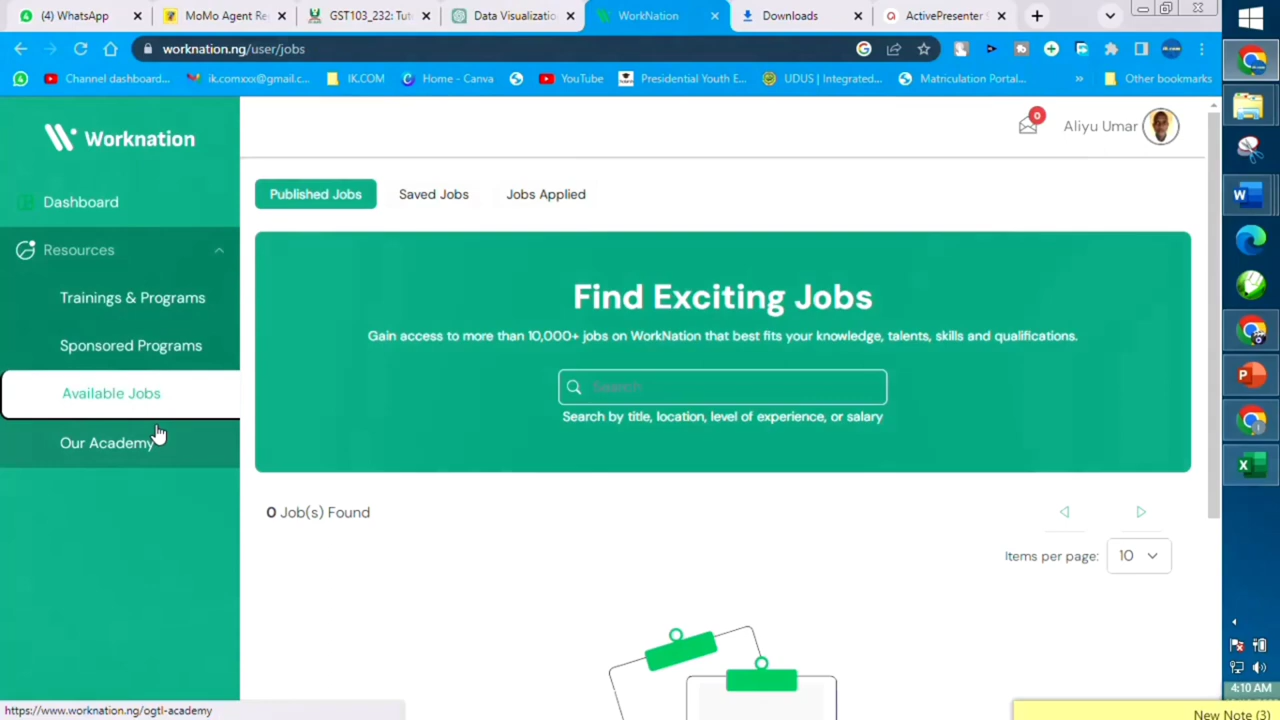 (4) WhatsApp
MoMo Agent Re
GST103_232: Tut
Data Visualizatio
WorkNation
Downloads
ActivePresenter
worknation.ng/user/jobs
Channel dashboard...
ik.comxxx@gmail.c...
IK.COM
Home - Canva
YouTube
Presidential Youth E...
UDUS | Integrated...
Matriculation Portal...
»
Other bookmarks
Worknation
0
Aliyu Umar
Dashboard
Published Jobs
Saved Jobs
Jobs Applied
Resources
Trainings & Programs
Find Exciting Jobs
Gain access to more than 10,000+ jobs on WorkNation that best fits your knowledge, talents, skills and qualifications.
Sponsored Programs
Available Jobs
Search
Search by title, location, level of experience, or salary
Our Academy
0 Job(s) Found
Items per page: 10
https://www.worknation.ng/ogtl-academy
4:10 AM
New Note (3)